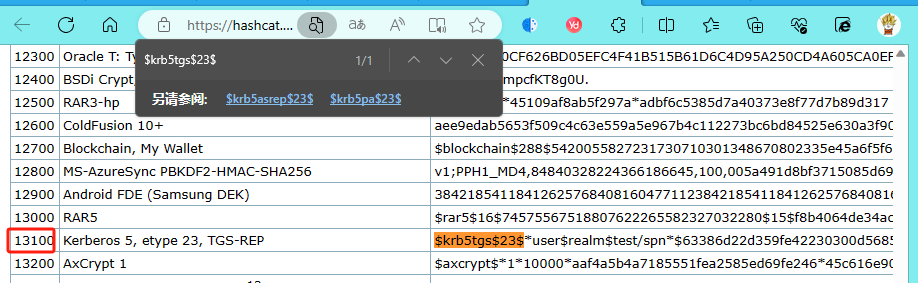 https://hashcat....
$krb5tgs$23$ 1/1
另请参阅: $krb5asrep$23$ $krb5pa$23$
12300 Oracle T: Ty
12400 BSDi Crypt,
12500 RAR3-hp *45109af8ab5f297a*adbf6c5385d7a40373e8f77d7b89d317
12600 ColdFusion 10+ aee9edab5653f509c4c63e559a5e967b4c112273bc6bd84525e630a3f90
12700 Blockchain, My Wallet $blockchain$288$54200558272317307103013486708023 35e45a6f5f6
12800 MS-AzureSync PBKDF2-HMAC-SHA256 v1;PPH1_MD4,84840328224366186645,100,005a491d8bf3715085d69
12900 Android FDE (Samsung DEK)
13000 RAR5 $rar5$16$74575567518807622265582327032280$15$f8b4064de34ac
13100 Kerberos 5, etype 23, TGS-REP $krb5tgs$23$*user$realm$test/spn*$63386d22d359fe42230300d5685
13200 AxCrypt 1 $axcrypt$*1*10000*aaf4a5b4a7185551fea2585ed69fe246*45c616e90